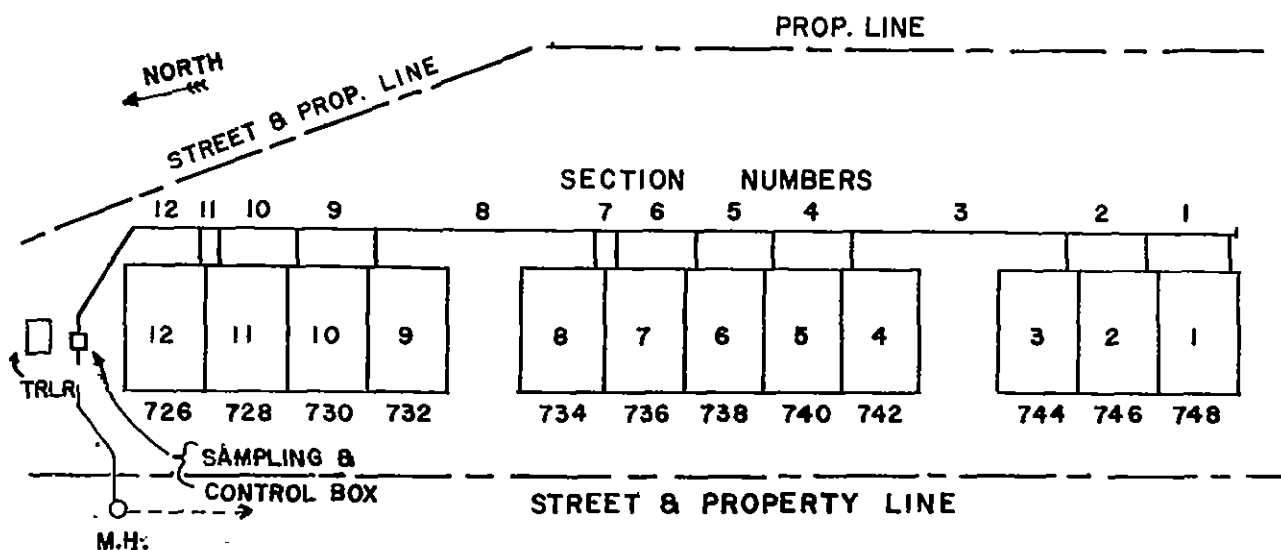 PROP. LINE
NORTH
STREET & PROP. LINE
SECTION NUMBERS
12 11 10 9 8 7 6 5 4 3 2 1
12 11 10 9 8 7 6 5 4 3 2 1
TRLR
726 728 730 732 734 736 738 740 742 744 746 748
SAMPLING &
CONTROL BOX
STREET & PROPERTY LINE
M.H.